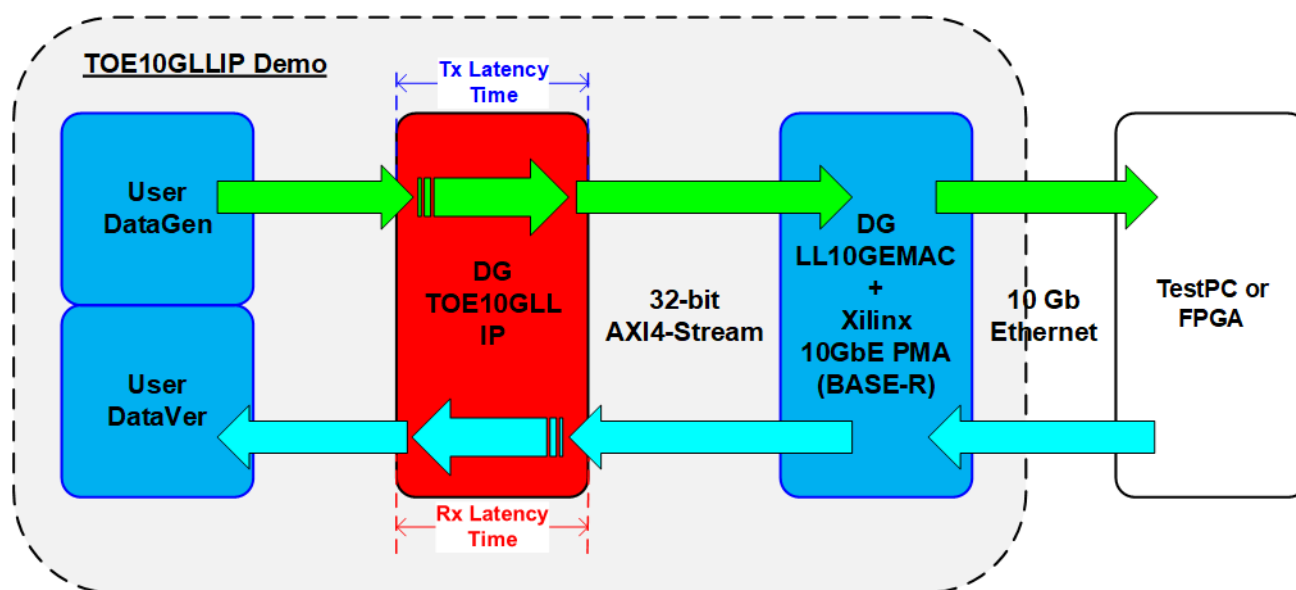 TOE10GLLIP Demo
Tx Latency
Time
User
DataGen
User
DataVer
DG
TOE10GLL
IP
Rx Latency
Time
32-bit
AXI4-Stream
DG
LL10GEMAC
+
Xilinx
10GbE PMA
(BASE-R)
10 Gb
Ethernet
TestPC or
FPGA